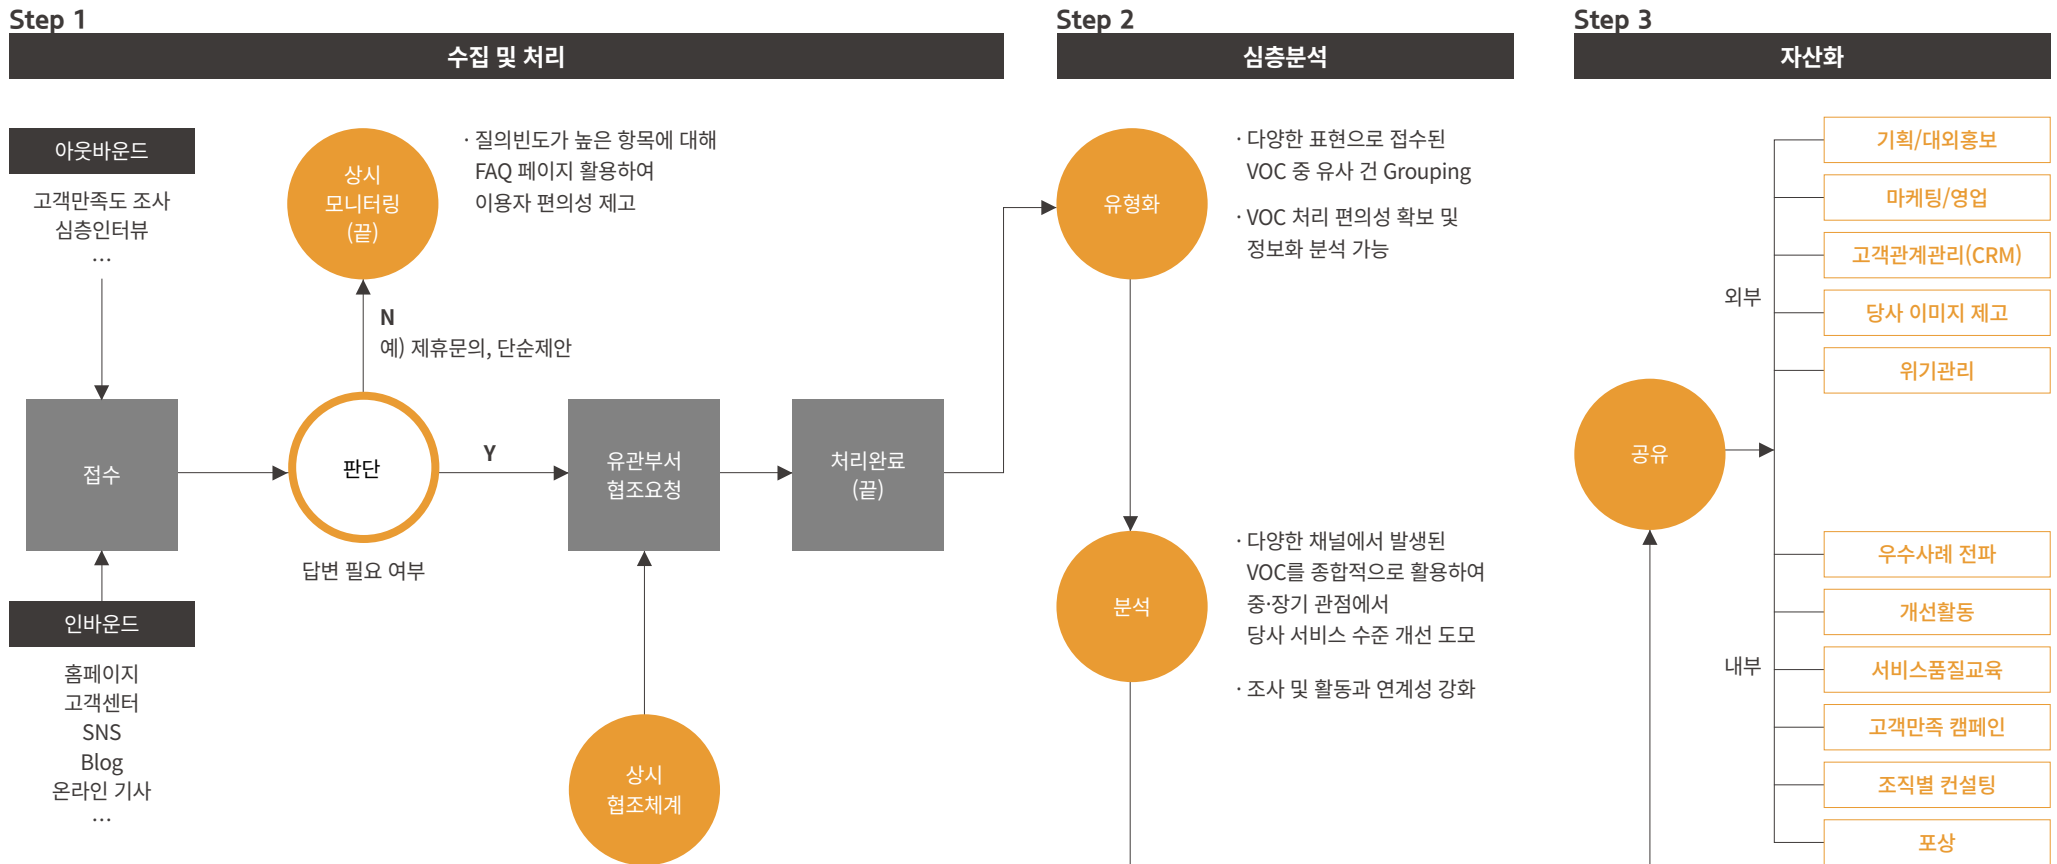 Step 1
수집 및 처리
아웃바운드
고객만족도 조사
심층인터뷰
…
접수
인바운드
홈페이지
고객센터
SNS
Blog
온라인 기사
…
상시
모니터링
(끝)
· 질의빈도가 높은 항목에 대해
FAQ 페이지 활용하여
이용자 편의성 제고
N
예) 제휴문의, 단순제안
판단
답변 필요 여부
Y
유관부서
협조요청
처리완료
(끝)
상시
협조체계
Step 2
심층분석
유형화
· 다양한 표현으로 접수된
VOC 중 유사 건 Grouping
· VOC 처리 편의성 확보 및
정보화 분석 가능
분석
· 다양한 채널에서 발생된
VOC를 종합적으로 활용하여
중·장기 관점에서
당사 서비스 수준 개선 도모
· 조사 및 활동과 연계성 강화
Step 3
자산화
공유
외부
기획/대외홍보
마케팅/영업
고객관계관리(CRM)
당사 이미지 제고
위기관리
내부
우수사례 전파
개선활동
서비스품질교육
고객만족 캠페인
조직별 컨설팅
포상